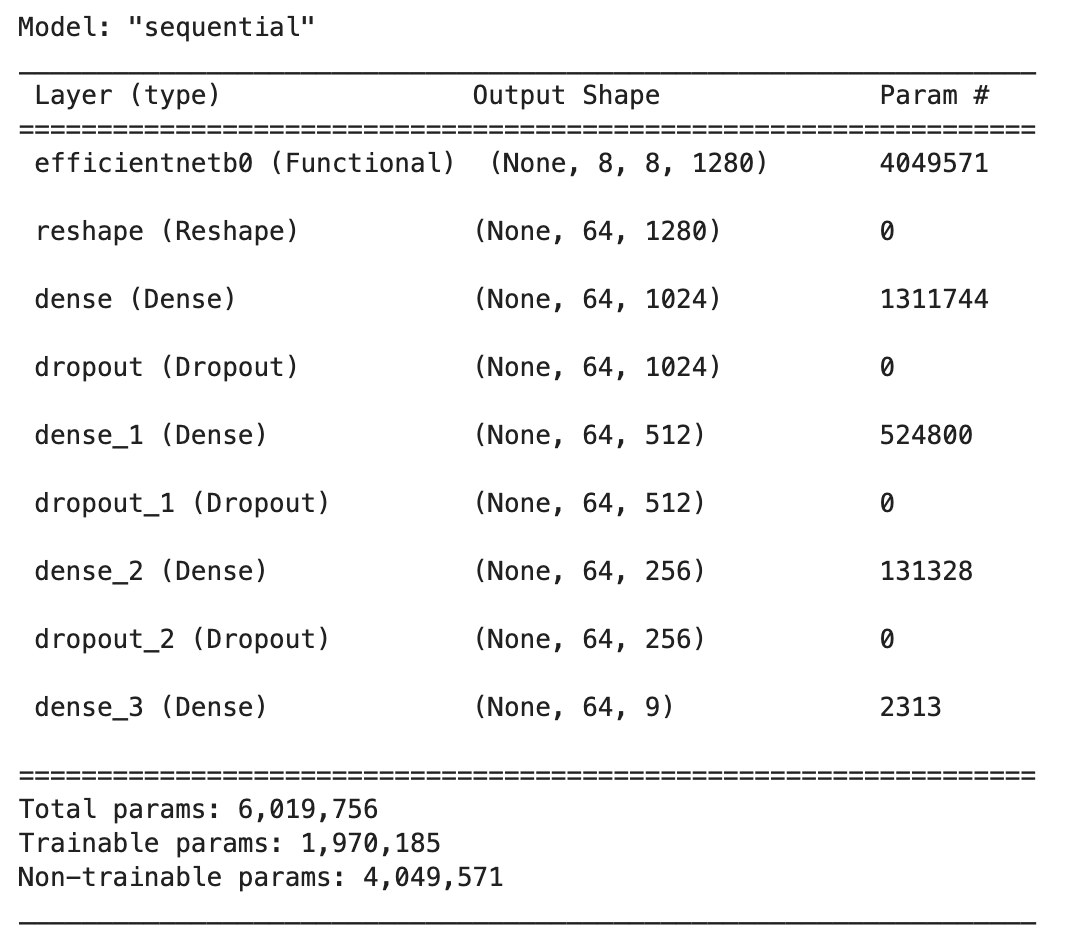 Model: "sequential"
Layer (type) Output Shape Param #
=================================================================
efficientnetb0 (Functional) (None, 8, 8, 1280) 4049571
reshape (Reshape) (None, 64, 1280) 0
dense (Dense) (None, 64, 1024) 1311744
dropout (Dropout) (None, 64, 1024) 0
dense_1 (Dense) (None, 64, 512) 524800
dropout_1 (Dropout) (None, 64, 512) 0
dense_2 (Dense) (None, 64, 256) 131328
dropout_2 (Dropout) (None, 64, 256) 0
dense_3 (Dense) (None, 64, 9) 2313
=================================================================
Total params: 6,019,756
Trainable params: 1,970,185
Non-trainable params: 4,049,571